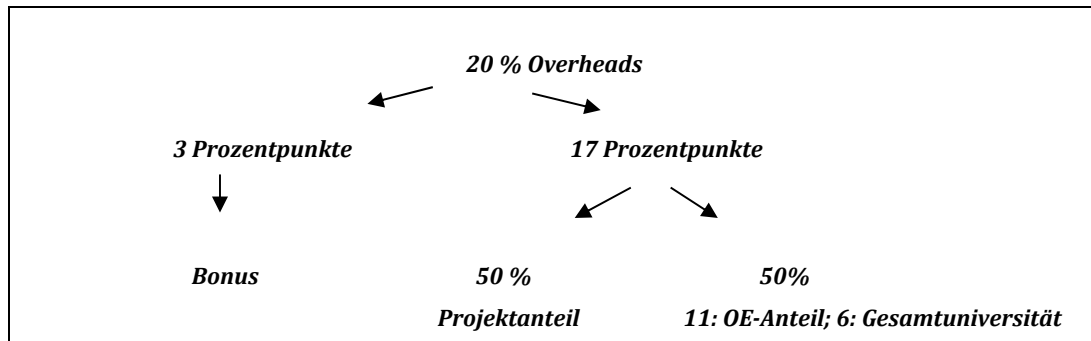 20 % Overheads
3 Prozentpunkte 17 Prozentpunkte
Bonus 50 % 50%
Projektanteil 11: OE-Anteil; 6: Gesamtuniversität